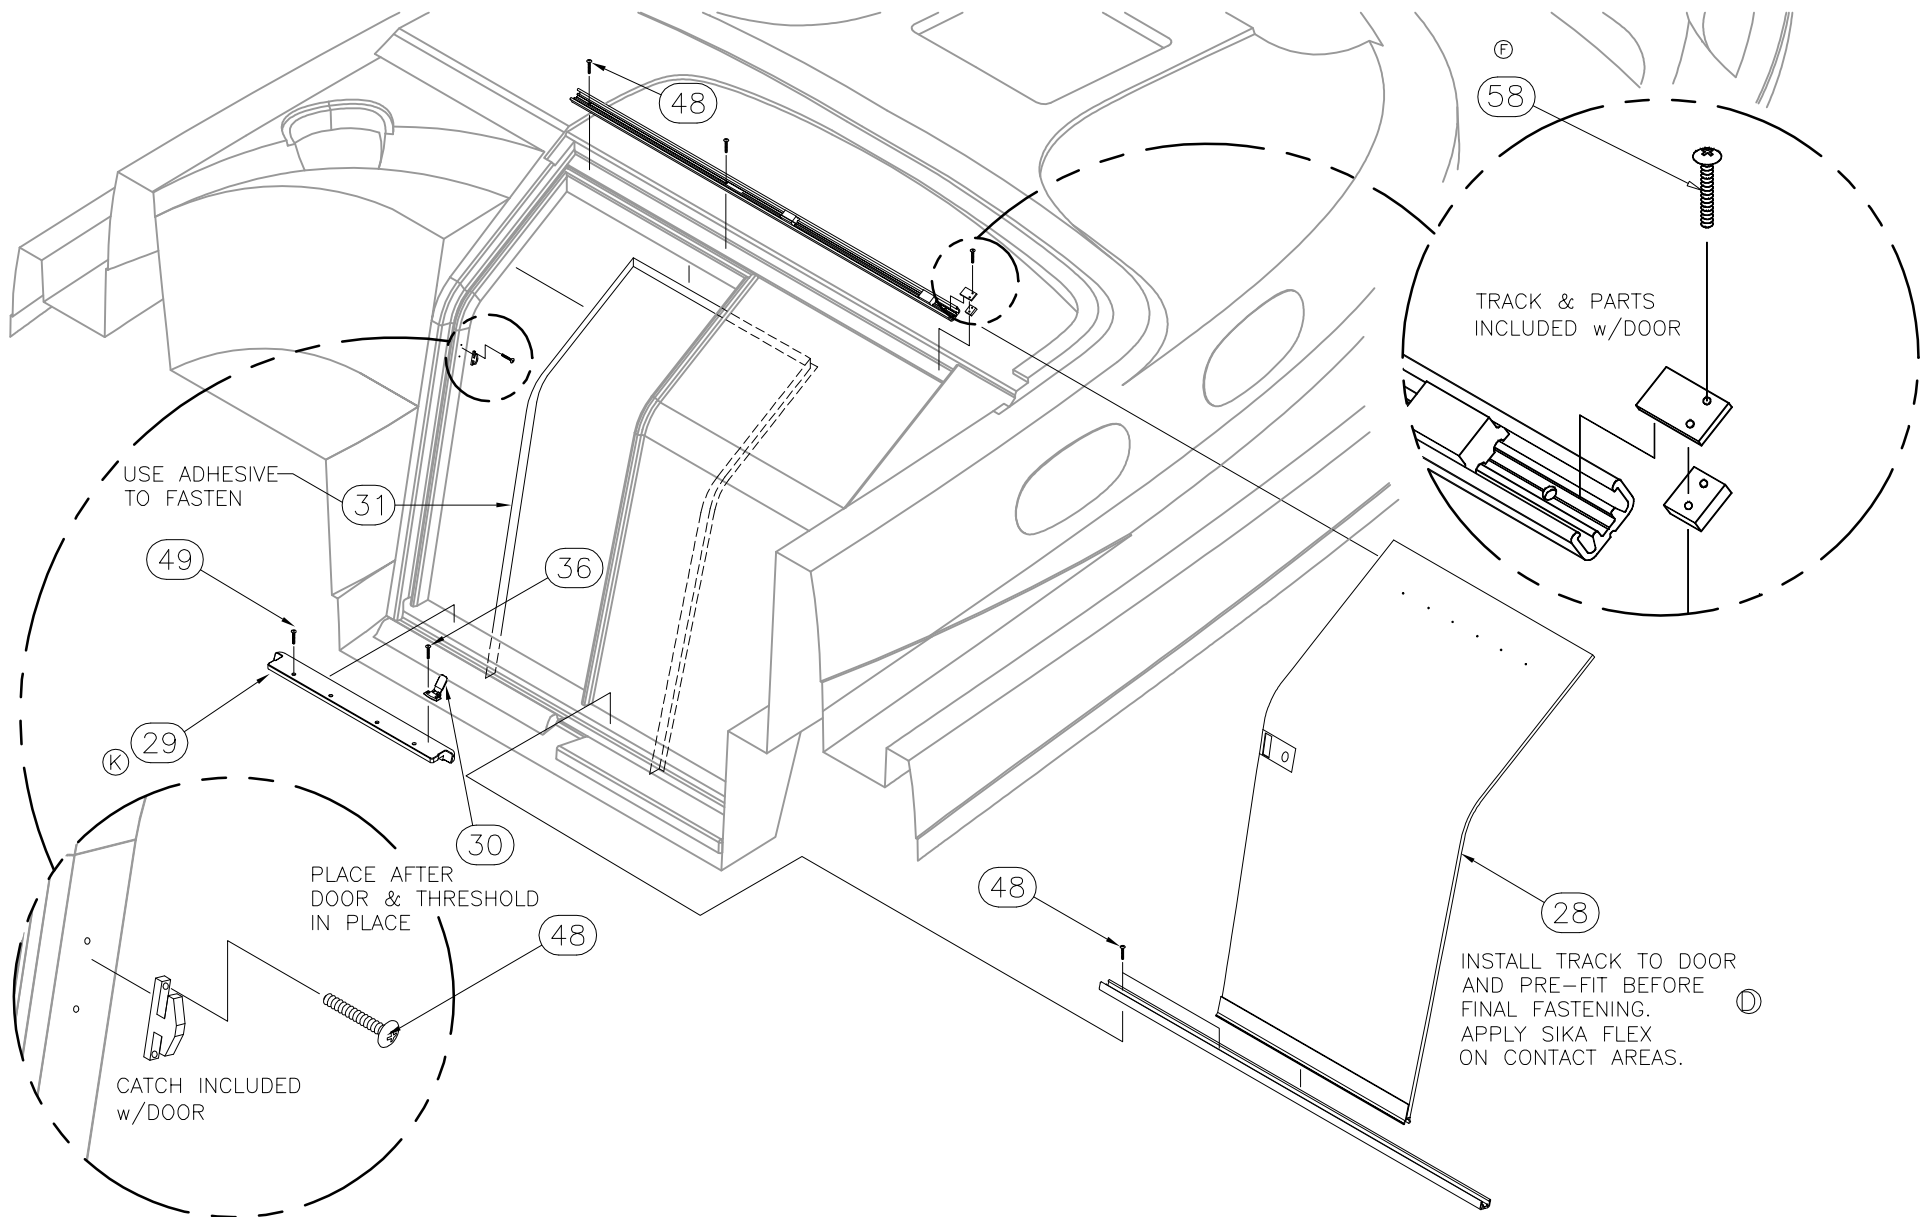 F
58
48
TRACK & PARTS
INCLUDED w/DOOR
USE ADHESIVE
TO FASTEN
31
49
36
K
29
30
PLACE AFTER
DOOR & THRESHOLD
IN PLACE
48
CATCH INCLUDED
w/DOOR
48
28
INSTALL TRACK TO DOOR
AND PRE-FIT BEFORE
FINAL FASTENING.
APPLY SIKA FLEX
ON CONTACT AREAS.
D